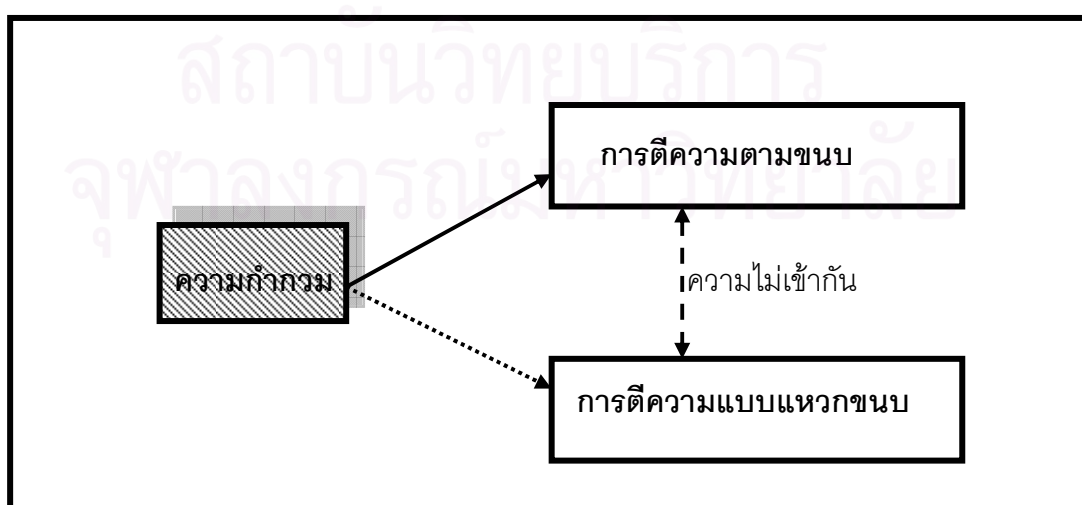 สถาบันวิทยบริการ
จุฬาลงกรณ์มหาวิทยาลัย
การตีความตามขนบ
ความกำกวม
ความไม่เข้ากัน
การตีความแบบแหวกขนบ